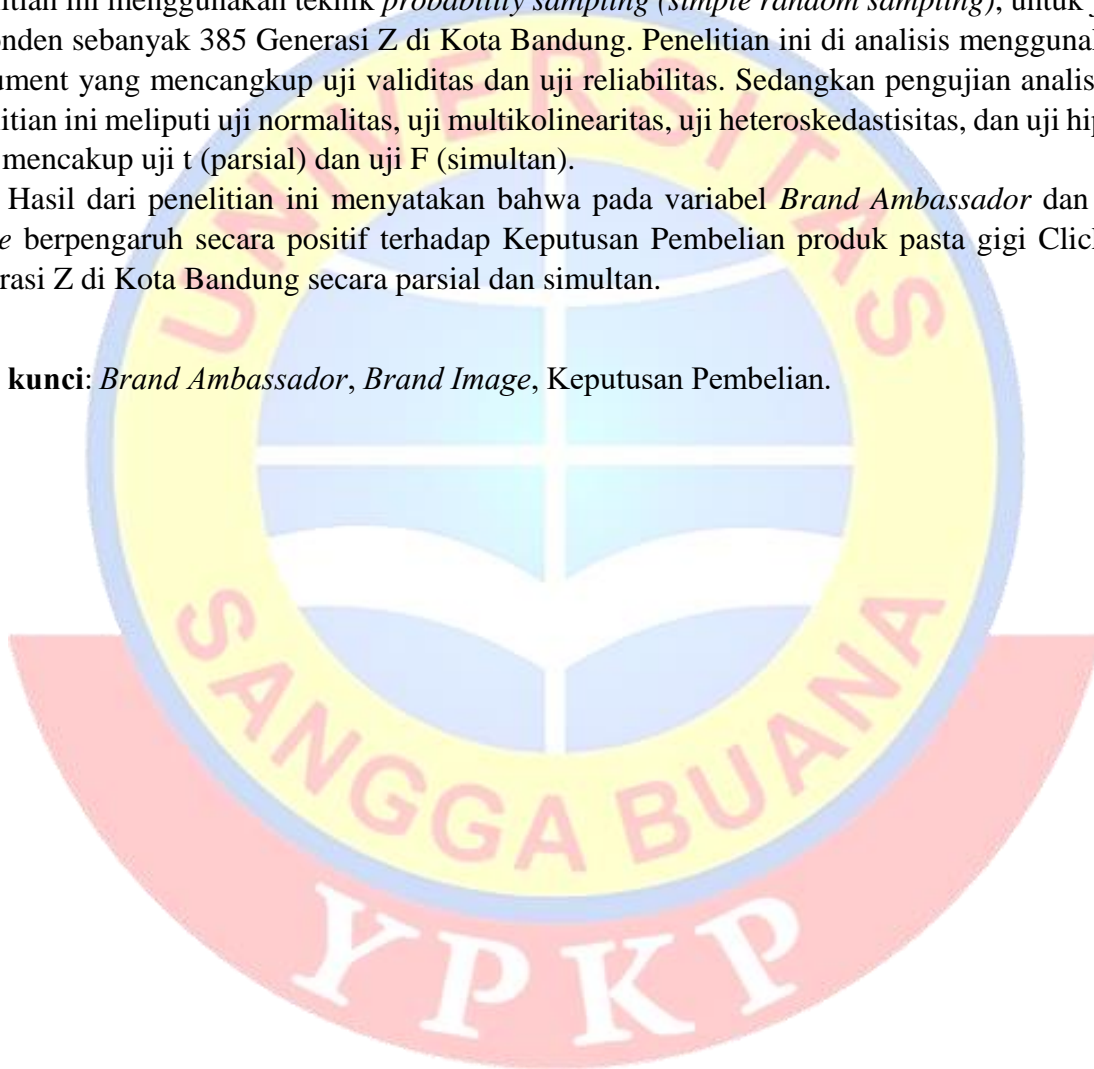 litian ini menggunakan teknik probability sampling (simple random sampling), untuk j
onden sebanyak 385 Generasi Z di Kota Bandung. Penelitian ini di analisis menggunal
ument yang mencangkup uji validitas dan uji reliabilitas. Sedangkan pengujian analis
itian ini meliputi uji normalitas, uji multikolinearitas, uji heteroskedastisitas, dan uji hip
mencakup uji t (parsial) dan uji F (simultan).
Hasil dari penelitian ini menyatakan bahwa pada variabel Brand Ambassador dan
e berpengaruh secara positif terhadap Keputusan Pembelian produk pasta gigi Clicl
rasi Z di Kota Bandung secara parsial dan simultan.
kunci: Brand Ambassador, Brand Image, Keputusan Pembelian.
UNIVERSITAS
SANGGA BUANA
YPKP